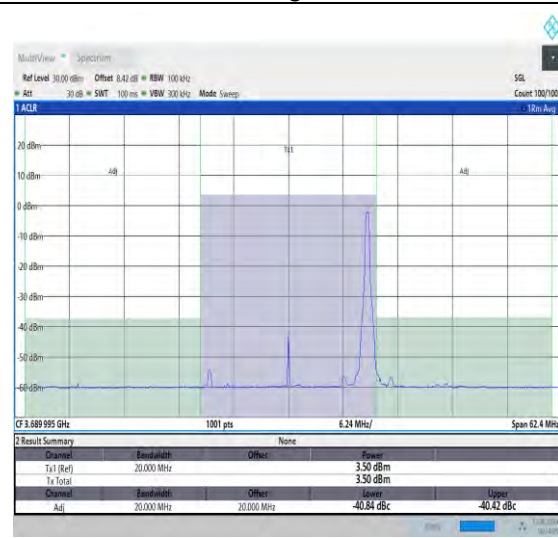 MultiView Spectrum
Ref Level 30.00 dBm Offset 8.42 dB RBW 100 kHz SGL
Att 30 dB SWT 100 ms VBW 300 kHz Mode Sweep Count 100/100
1 ACLR 1Rm Avg
Tx1
20 dBm
Adj Adj
10 dBm
0 dBm
-10 dBm
-20 dBm
-30 dBm
-40 dBm
-50 dBm
-60 dBm
CF 3.689 995 GHz 1001 pts 6.24 MHz/ Span 62.4 MHz
2 Result Summary None
Channel Bandwidth Offset Power
Tx1 (Ref) 20.000 MHz 3.50 dBm
Tx Total 3.50 dBm
Channel Bandwidth Offset Lower Upper
Adj 20.000 MHz 20.000 MHz -40.84 dBc -40.42 dBc